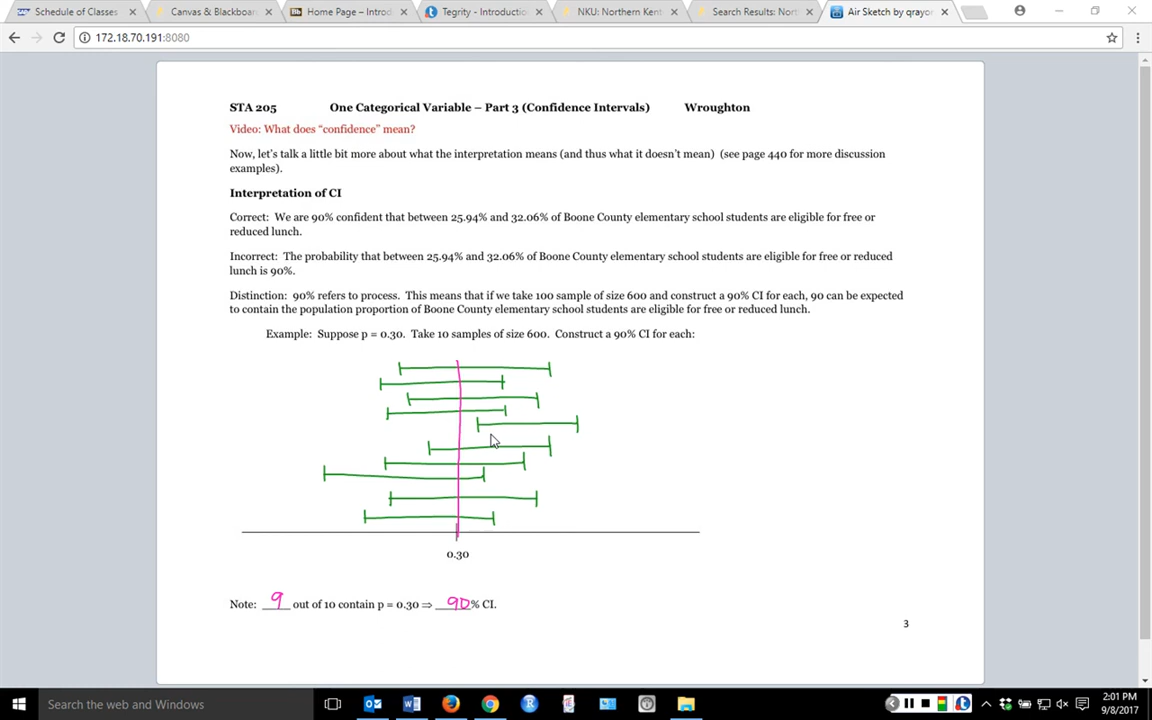 Schedule of Classes
Canvas & Blackboar
Home Page – Introd
Tegrity - Introductio
NKU: Northern Kent
Search Results: Nort
Air Sketch by qrayon
172.18.70.191:8080
STA 205 One Categorical Variable – Part 3 (Confidence Intervals) Wroughton
Video: What does “confidence” mean?
Now, let’s talk a little bit more about what the interpretation means (and thus what it doesn’t mean) (see page 440 for more discussion
examples).
Interpretation of CI
Correct: We are 90% confident that between 25.94% and 32.06% of Boone County elementary school students are eligible for free or
reduced lunch.
Incorrect: The probability that between 25.94% and 32.06% of Boone County elementary school students are eligible for free or reduced
lunch is 90%.
Distinction: 90% refers to process. This means that if we take 100 sample of size 600 and construct a 90% CI for each, 90 can be expected
to contain the population proportion of Boone County elementary school students are eligible for free or reduced lunch.
Example: Suppose p = 0.30. Take 10 samples of size 600. Construct a 90% CI for each:
0.30
Note: 9 out of 10 contain p = 0.30 ⇒ 90% CI.
3
Search the web and Windows
2:01 PM
9/8/2017